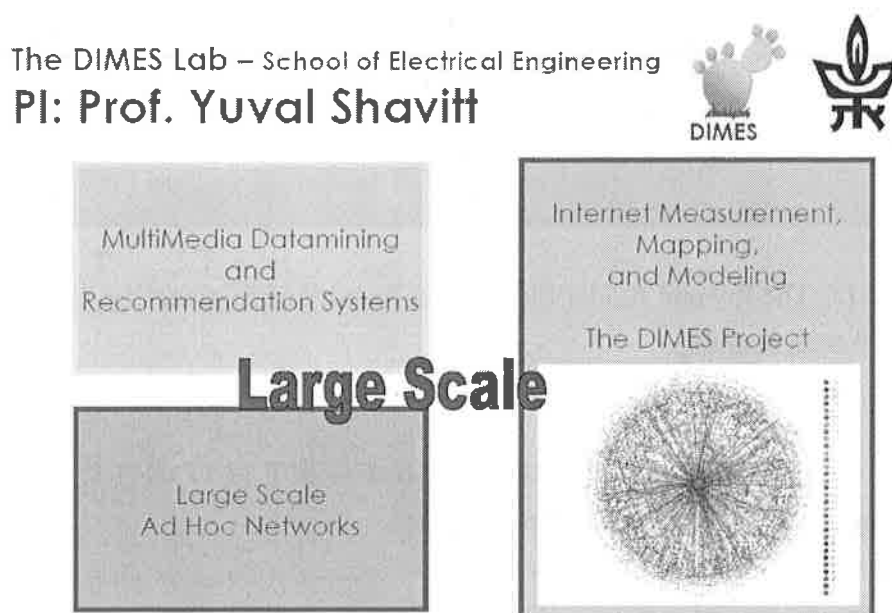 The DIMES Lab – School of Electrical Engineering
PI: Prof. Yuval Shavitt
DIMES
MultiMedia Datamining
and
Recommendation Systems
Internet Measurement,
Mapping,
and Modeling
The DIMES Project
Large Scale
Large Scale
Ad Hoc Networks